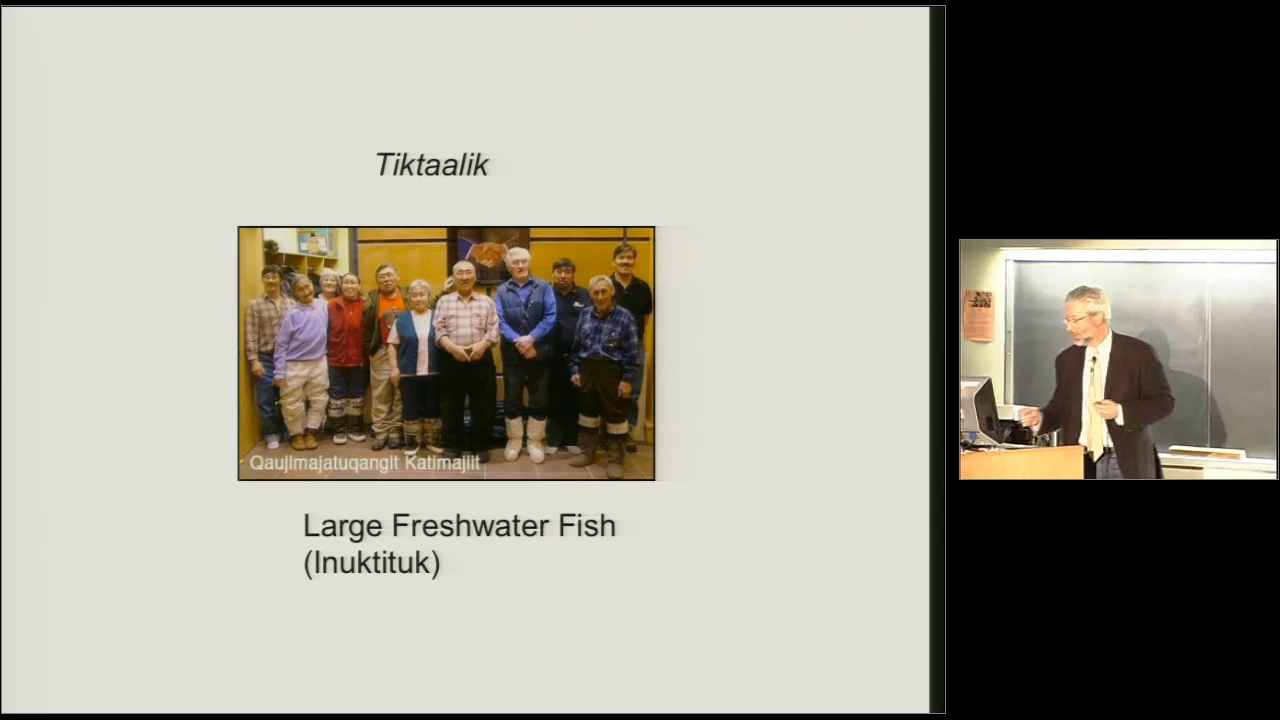 Tiktaalik
Qaujimajatuqangit Katimajiit
Large Freshwater Fish
(Inuktituk)